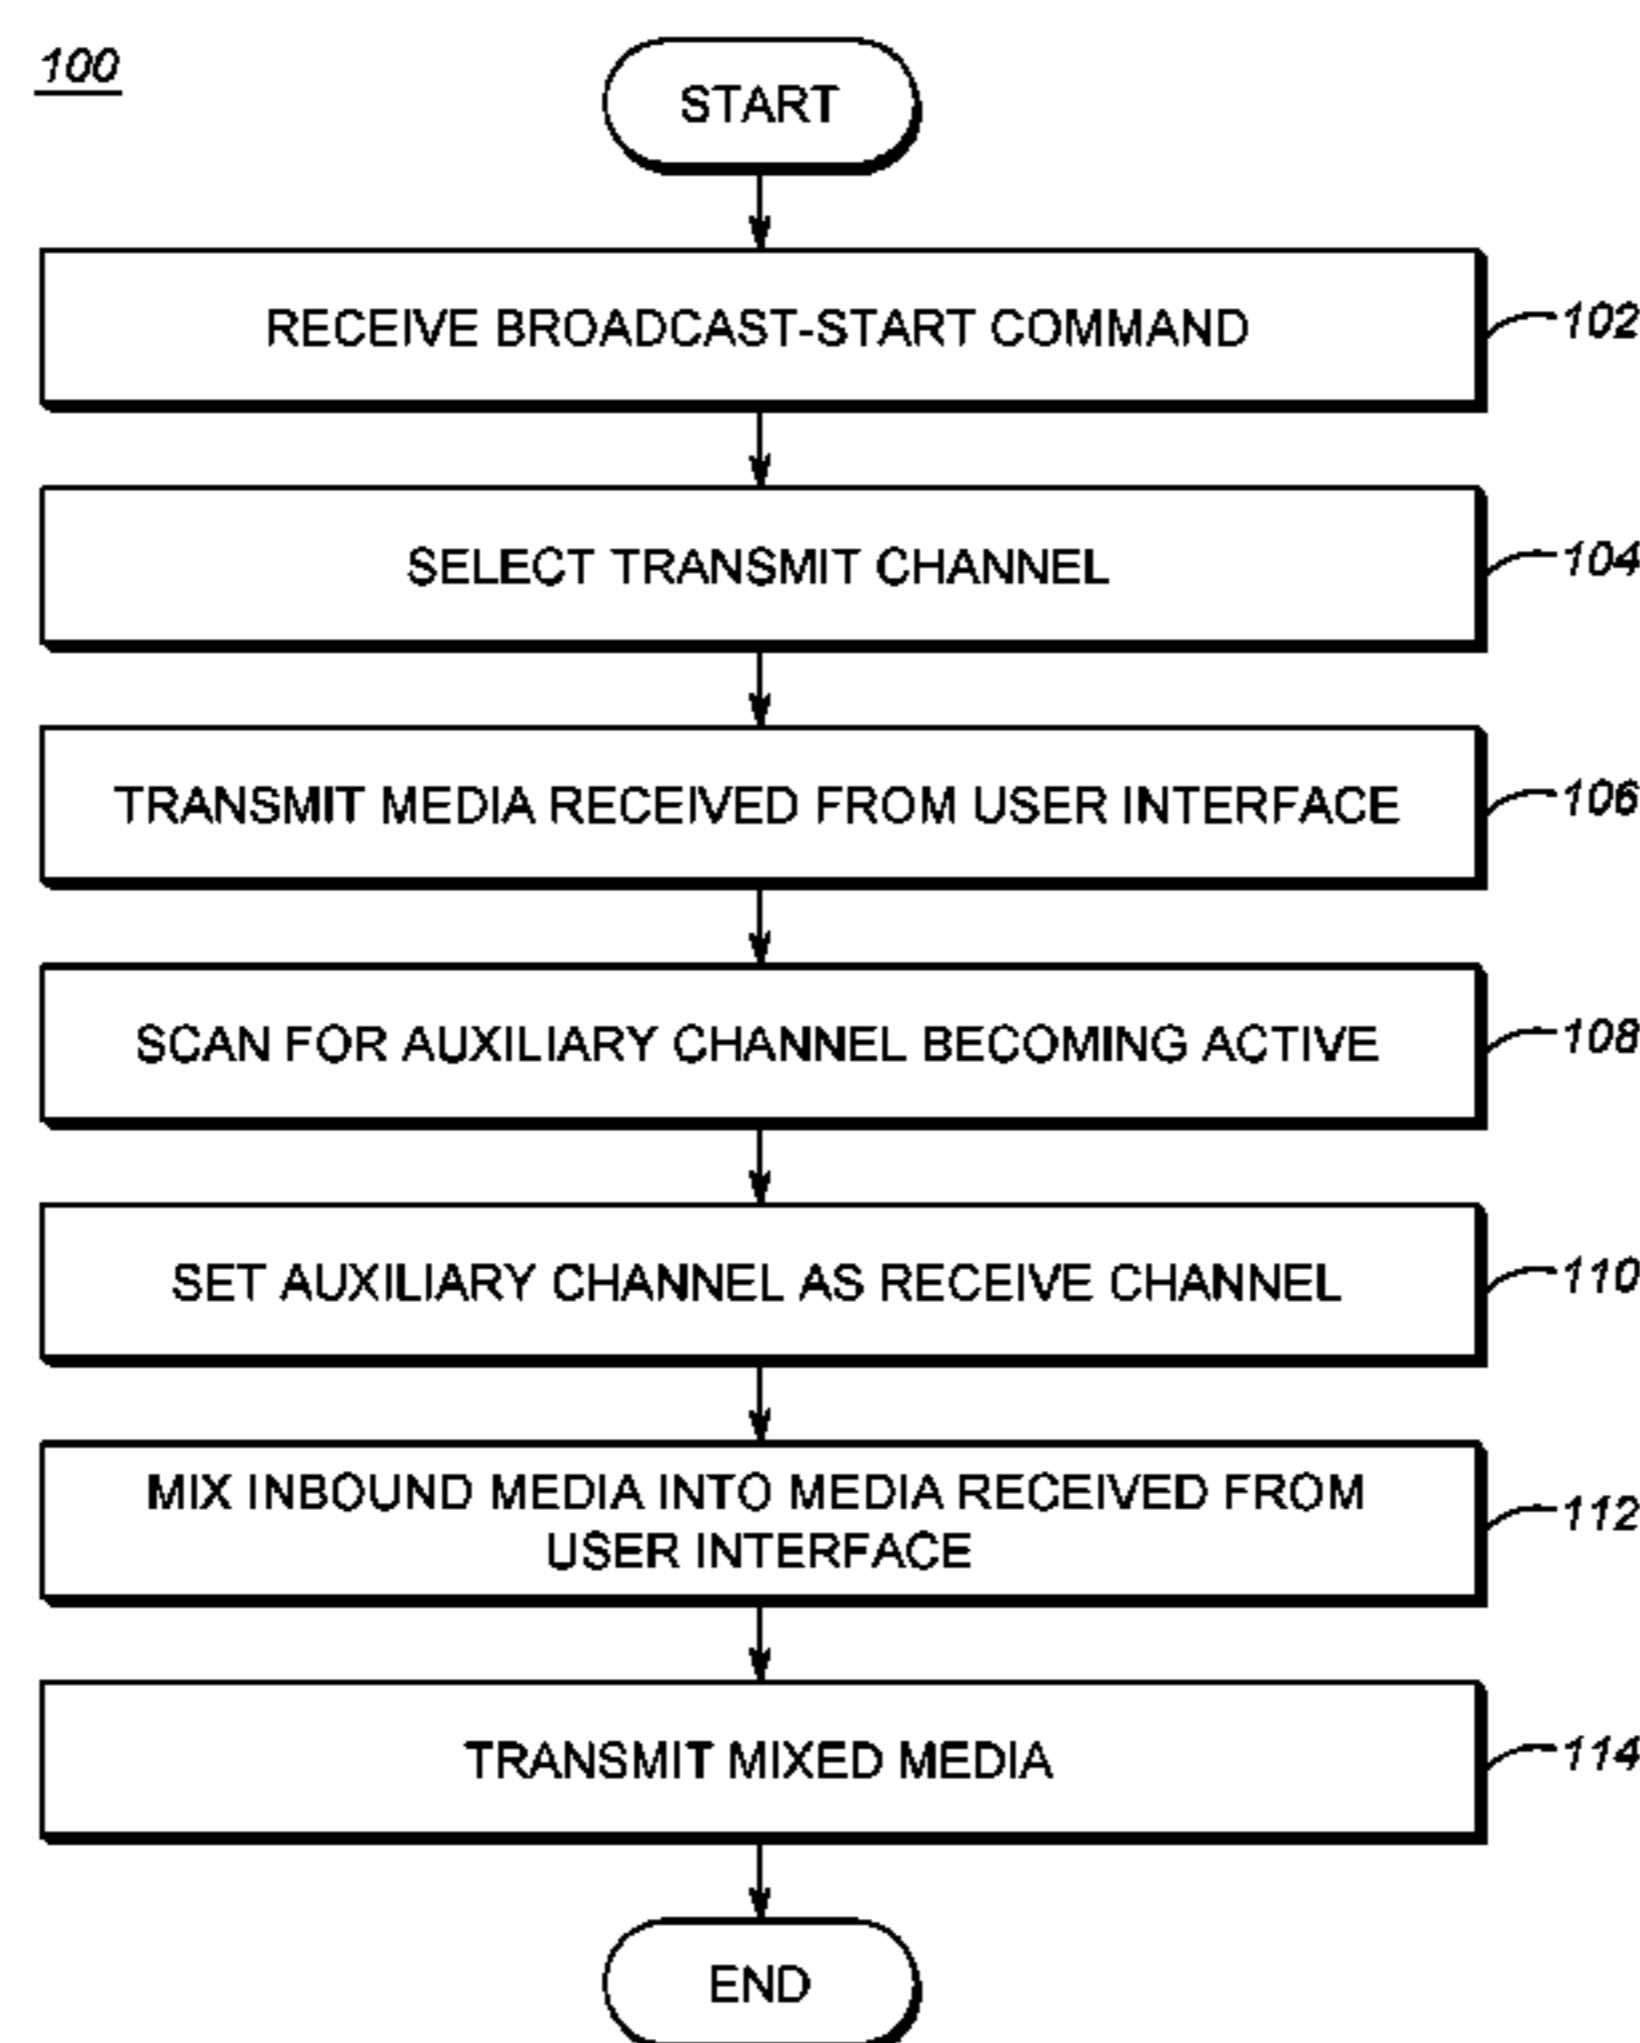 100
START
RECEIVE BROADCAST-START COMMAND
102
SELECT TRANSMIT CHANNEL
104
TRANSMIT MEDIA RECEIVED FROM USER INTERFACE
106
SCAN FOR AUXILIARY CHANNEL BECOMING ACTIVE
108
SET AUXILIARY CHANNEL AS RECEIVE CHANNEL
110
MIX INBOUND MEDIA INTO MEDIA RECEIVED FROM
USER INTERFACE
112
TRANSMIT MIXED MEDIA
114
END